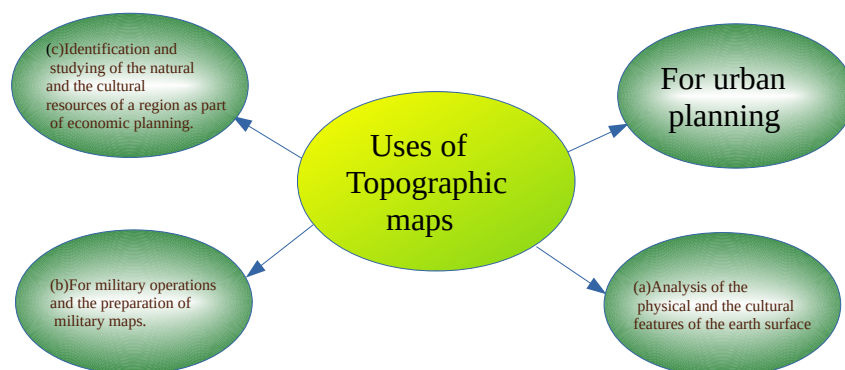 (c)Identification and
studying of the natural
and the cultural
resources of a region as part
of economic planning.
For urban
planning
Uses of
Topographic
maps
(b)For military operations
and the preparation of
military maps.
(a)Analysis of the
physical and the cultural
features of the earth surface